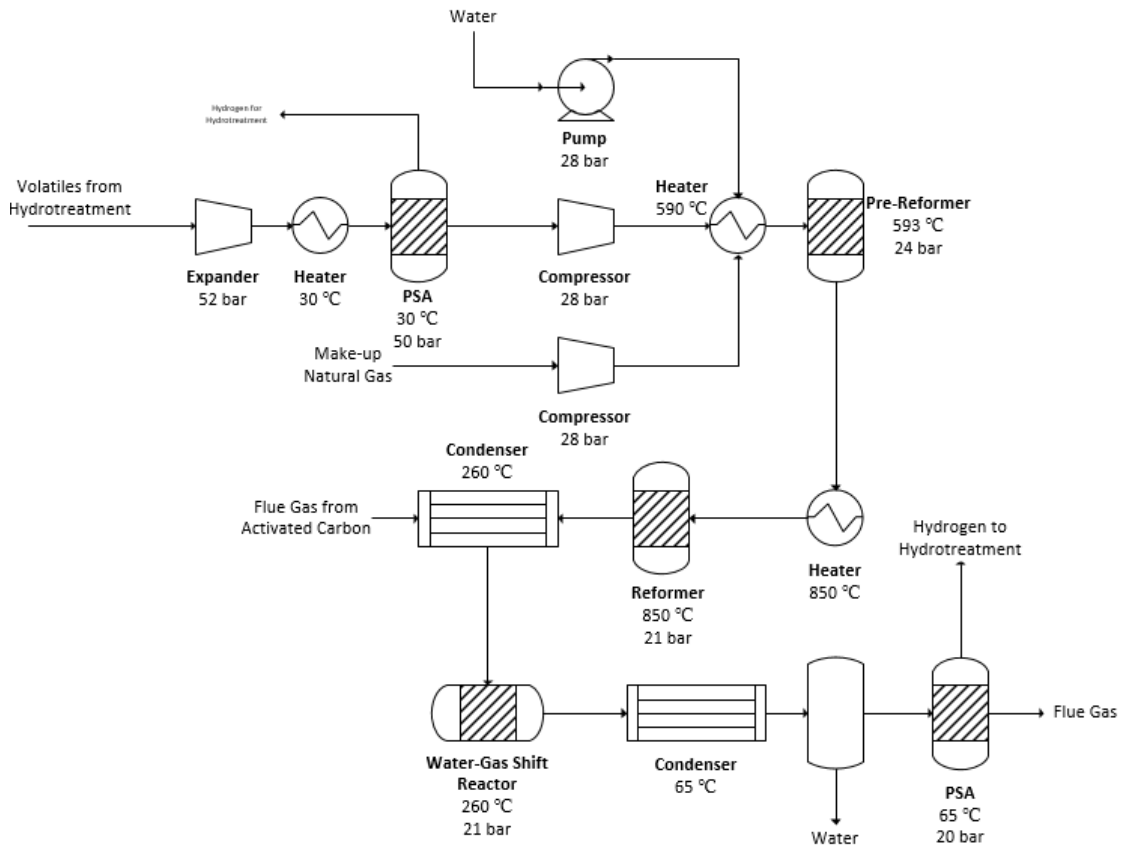 Water
Hydrogen for
Hydrotreatment
Pump
28 bar
Volatiles from
Hydrotreatment
Heater
590 ℃
Pre-Reformer
593 ℃
24 bar
Expander
52 bar
Heater
30 ℃
PSA
30 ℃
50 bar
Compressor
28 bar
Make-up
Natural Gas
Compressor
28 bar
Condenser
260 ℃
Flue Gas from
Activated Carbon
Reformer
850 ℃
21 bar
Heater
850 ℃
Hydrogen to
Hydrotreatment
Water-Gas Shift
Reactor
260 ℃
21 bar
Condenser
65 ℃
Water
PSA
65 ℃
20 bar
Flue Gas